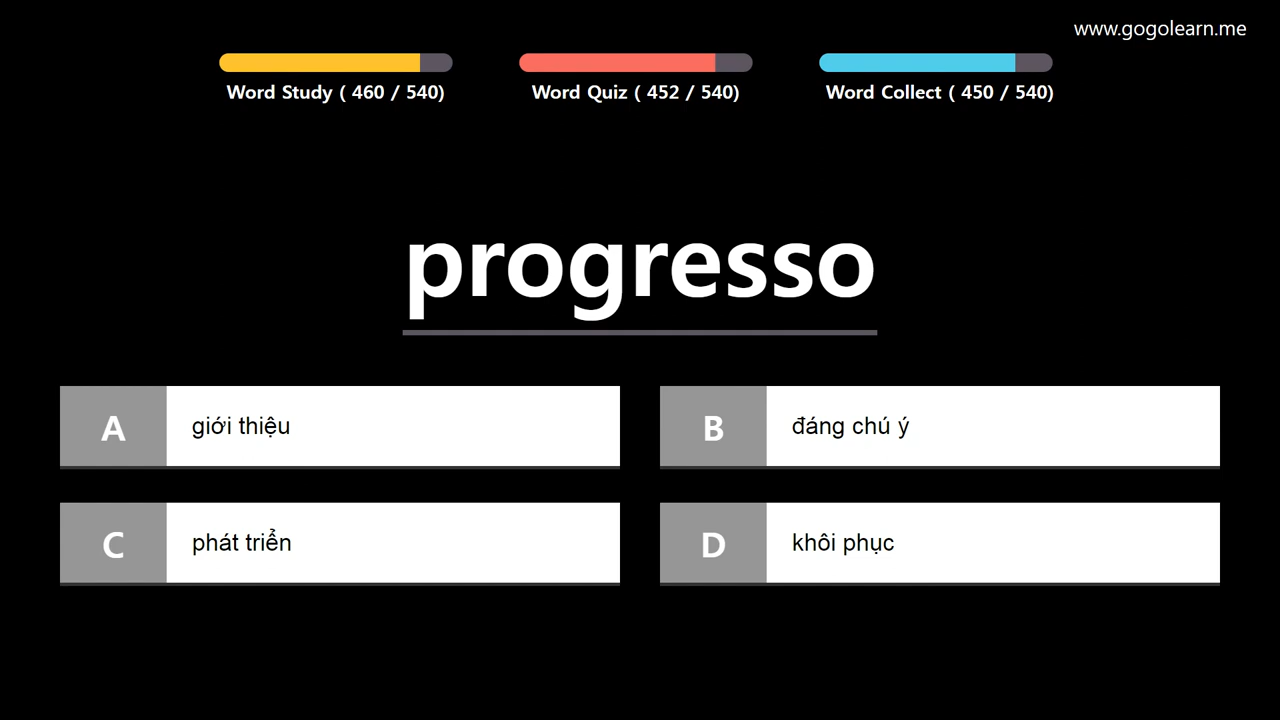 www.gogolearn.me
Word Study ( 460 / 540)
Word Quiz ( 452 / 540)
Word Collect ( 450 / 540)
progresso
A giới thiệu
B đáng chú ý
C phát triển
D khôi phục